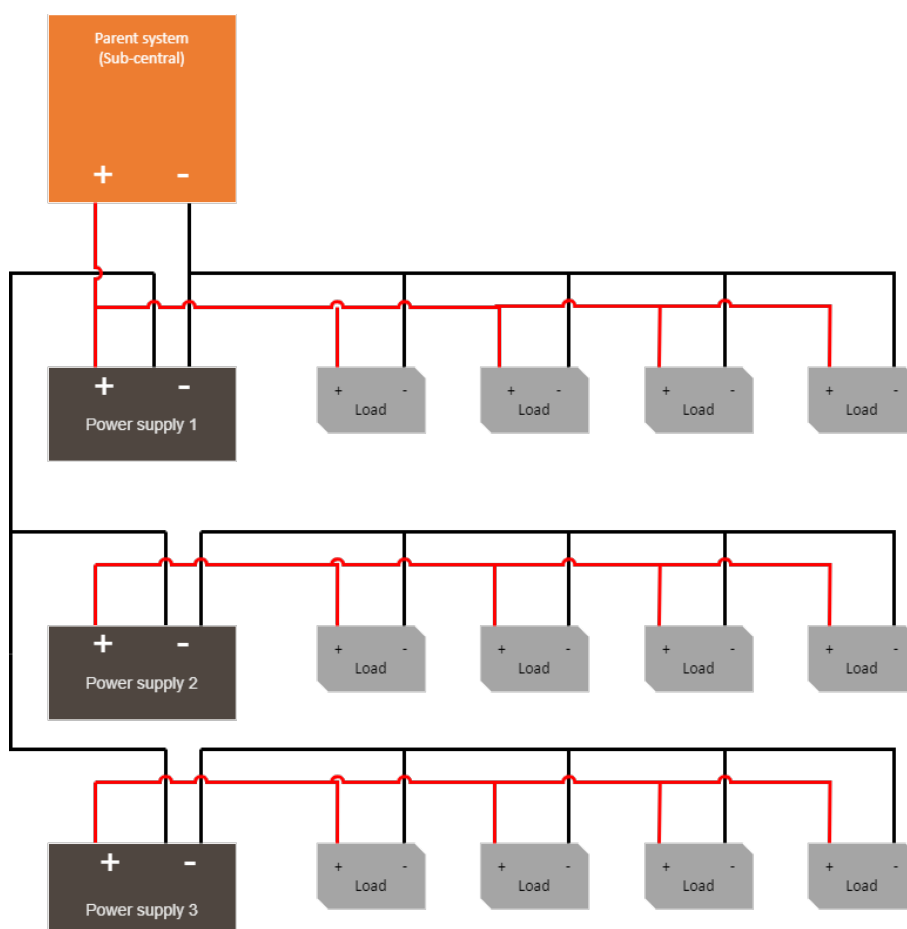 Parent system
(Sub-central)
+ -
+ -
Power supply 1
+ -
Load
+ -
Load
+ -
Load
+ -
Load
+ -
Power supply 2
+ -
Load
+ -
Load
+ -
Load
+ -
Load
+ -
Power supply 3
+ -
Load
+ -
Load
+ -
Load
+ -
Load